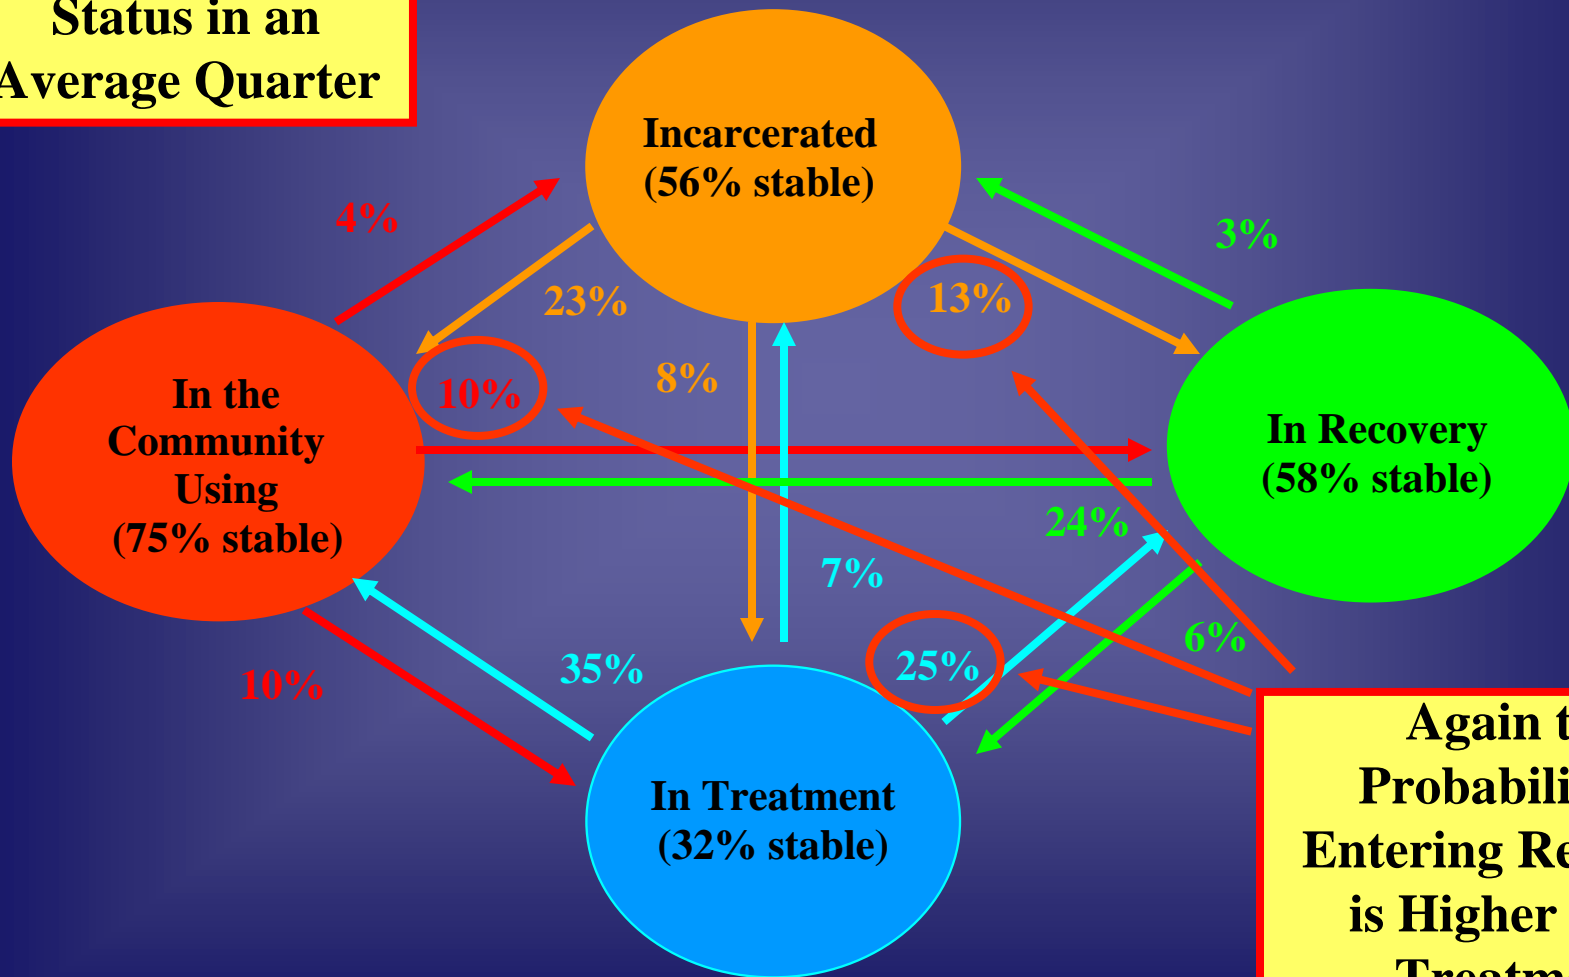 Status in an
Average Quarter
Incarcerated
(56% stable)
4%
3%
23%
13%
8%
10%
In the
Community
Using
(75% stable)
In Recovery
(58% stable)
24%
7%
6%
35%
25%
10%
In Treatment
(32% stable)
Again
Entering
is Higher